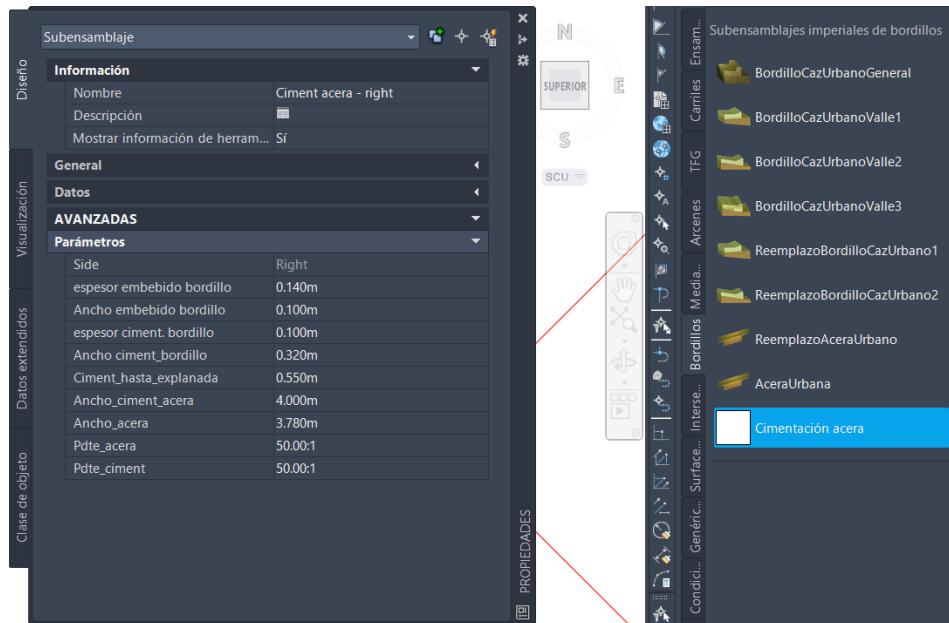 Subensamblaje
Diseño
Visualización
Datos extendidos
Clase de objeto
Información
Nombre Ciment acera - right
Descripción
Mostrar información de herram... Sí
General
Datos
AVANZADAS
Parámetros
Side Right
espesor embebido bordillo 0.140m
Ancho embebido bordillo 0.100m
espesor ciment. bordillo 0.100m
Ancho ciment_bordillo 0.320m
Ciment_hasta_explanada 0.550m
Ancho_ciment_acera 4.000m
Ancho_acera 3.780m
Pdte_acera 50.00:1
Pdte_ciment 50.00:1
PROPIEDADES
N
SUPERIOR
E
S
SCU
Ensam...
Carriles
TFG
Arcenes
Media...
Bordillos
Interse...
Surface...
Genéric...
Condici...
Subensamblajes imperiales de bordillos
BordilloCazUrbanoGeneral
BordilloCazUrbanoValle1
BordilloCazUrbanoValle2
BordilloCazUrbanoValle3
ReemplazoBordilloCazUrbano1
ReemplazoBordilloCazUrbano2
ReemplazoAceraUrbano
AceraUrbana
Cimentación acera